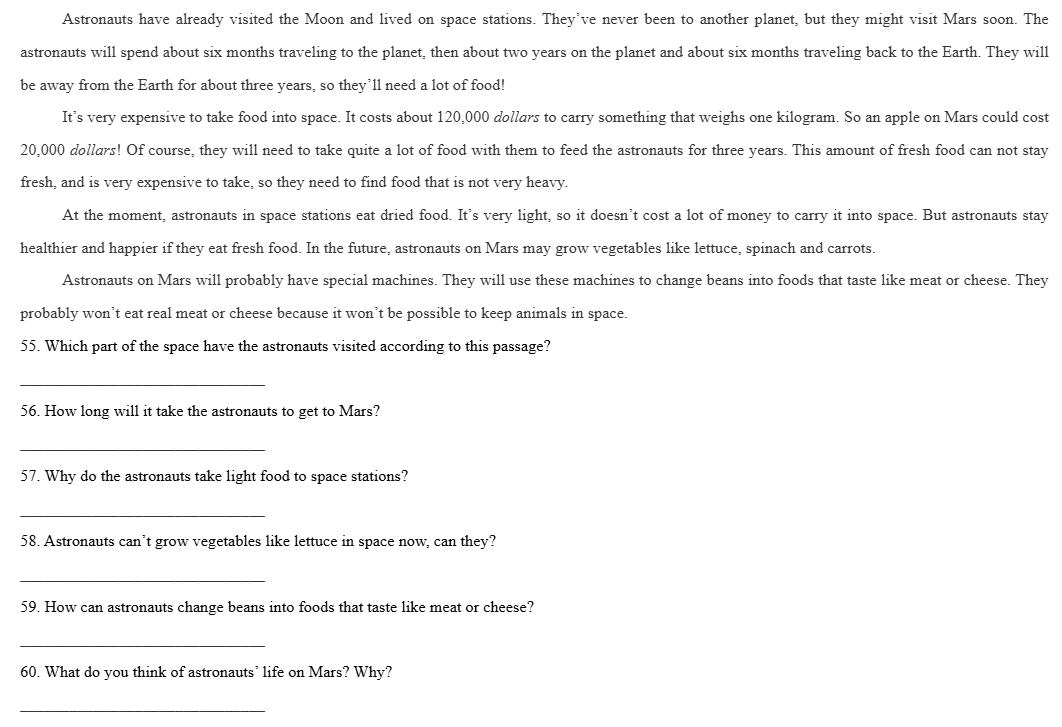 Astronauts have already visited the Moon and lived on space stations. They've never been to another planet, but they might visit Mars soon. The
astronauts will spend about six months traveling to the planet, then about two years on the planet and about six months traveling back to the Earth. They will
be away from the Earth for about three years, so they'll need a lot of food!
It's very expensive to take food into space. It costs about 120,000 dollars to carry something that weighs one kilogram. So an apple on Mars could cost
20,000 dollars! Of course, they will need to take quite a lot of food with them to feed the astronauts for three years. This amount of fresh food can not stay
fresh, and is very expensive to take, so they need to find food that is not very heavy.
At the moment, astronauts in space stations eat dried food. It's very light, so it doesn't cost a lot of money to carry it into space. But astronauts stay
healthier and happier if they eat fresh food. In the future, astronauts on Mars may grow vegetables like lettuce, spinach and carrots.
Astronauts on Mars will probably have special machines. They will use these machines to change beans into foods that taste like meat or cheese. They
probably won't eat real meat or cheese because it won't be possible to keep animals in space.
55. Which part of the space have the astronauts visited according to this passage?
56. How long will it take the astronauts to get to Mars?
57. Why do the astronauts take light food to space stations?
58. Astronauts can't grow vegetables like lettuce in space now, can they?
59. How can astronauts change beans into foods that taste like meat or cheese?
60. What do you think of astronauts' life on Mars? Why?